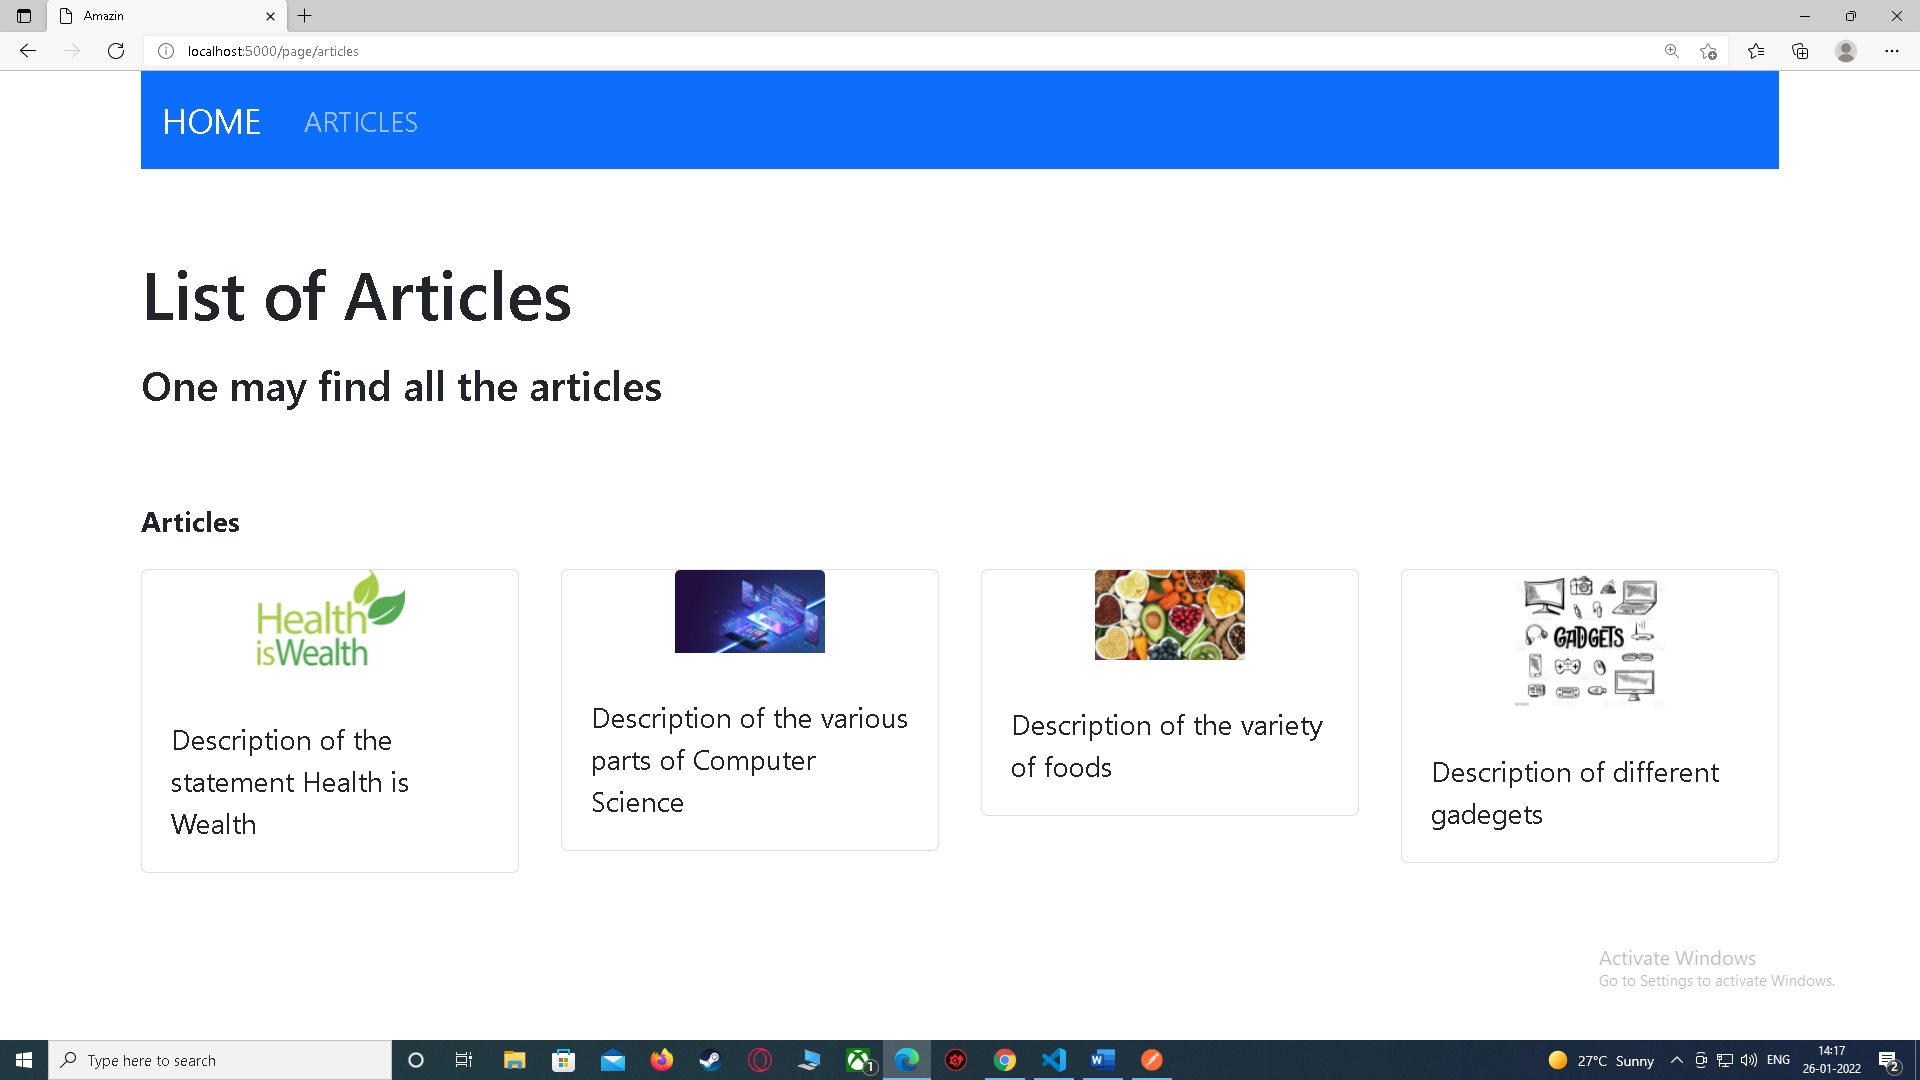 Amazin
localhost:5000/page/articles
HOME ARTICLES
List of Articles
One may find all the articles
Articles
Health
isWealth
Description of the
statement Health is
Wealth
Description of the various
parts of Computer
Science
Description of the variety
of foods
GADGETS
Description of different
gadegets
Activate Windows
Go to Settings to activate Windows.
Type here to search
1
27°C Sunny
ENG
14:17
26-01-2022
2